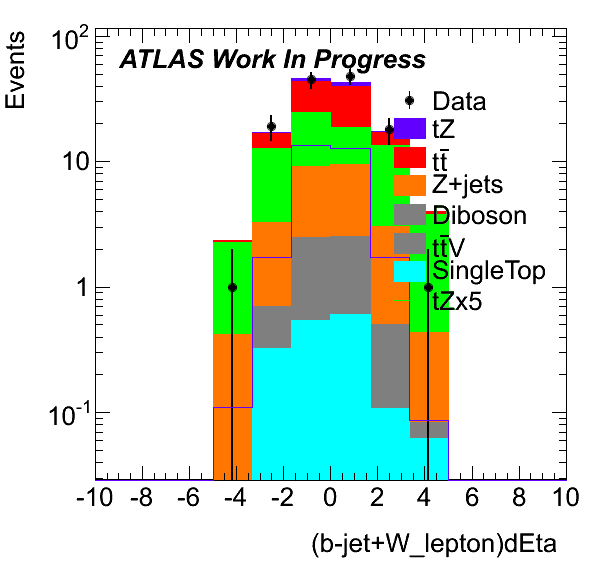 ATLAS Work In Progress
Events
10²
10
1
10⁻¹
Data
tZ
tt̄
Z+jets
Diboson
tt̄V
SingleTop
tZx5
-10 -8 -6 -4 -2 0 2 4 6 8 10
(b-jet+W_lepton)dEta